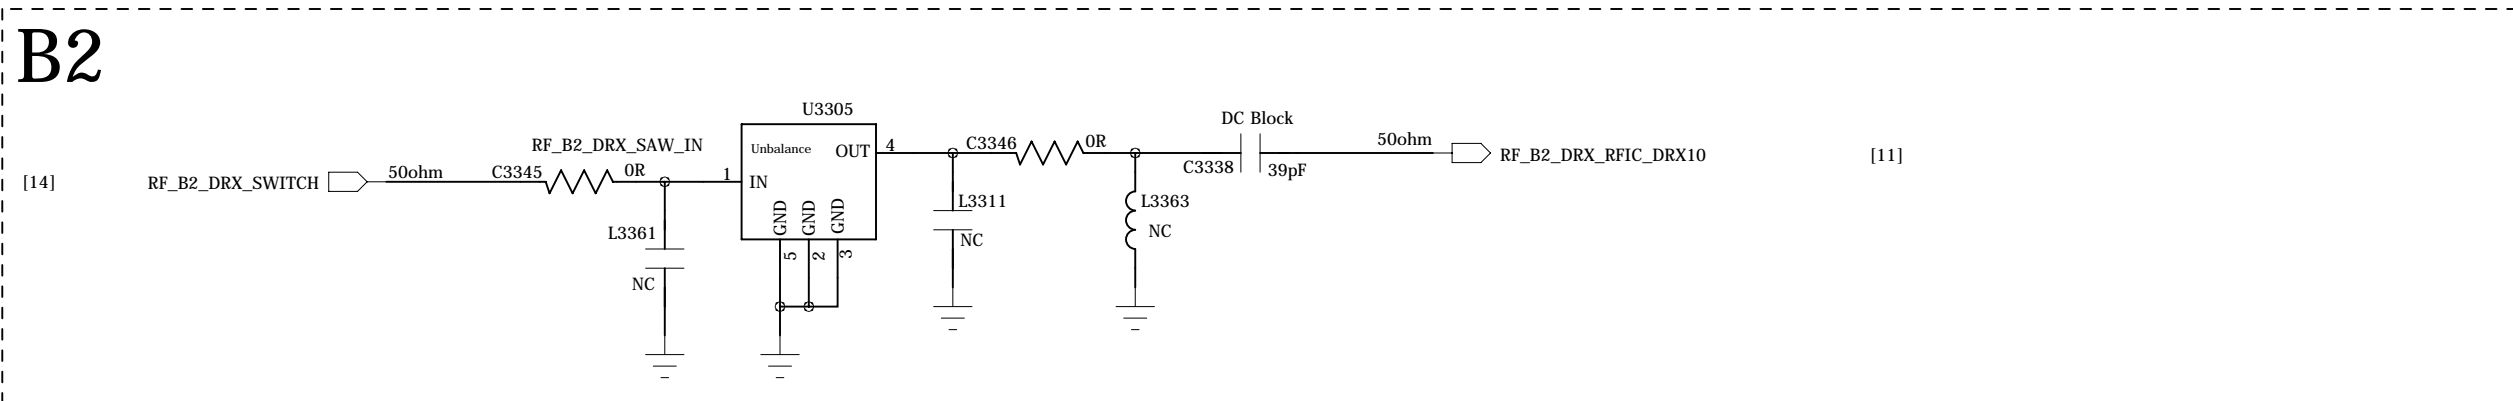 B2
U3305
DC Block
RF_B2_DRX_SAW_IN
Unbalance
OUT
4
C3346
0R
50ohm
C3338
39pF
RF_B2_DRX_RFIC_DRX10
[11]
[14]
RF_B2_DRX_SWITCH
50ohm
C3345
0R
1
IN
GND
GND
GND
L3311
NC
L3363
NC
L3361
NC
5
2
3